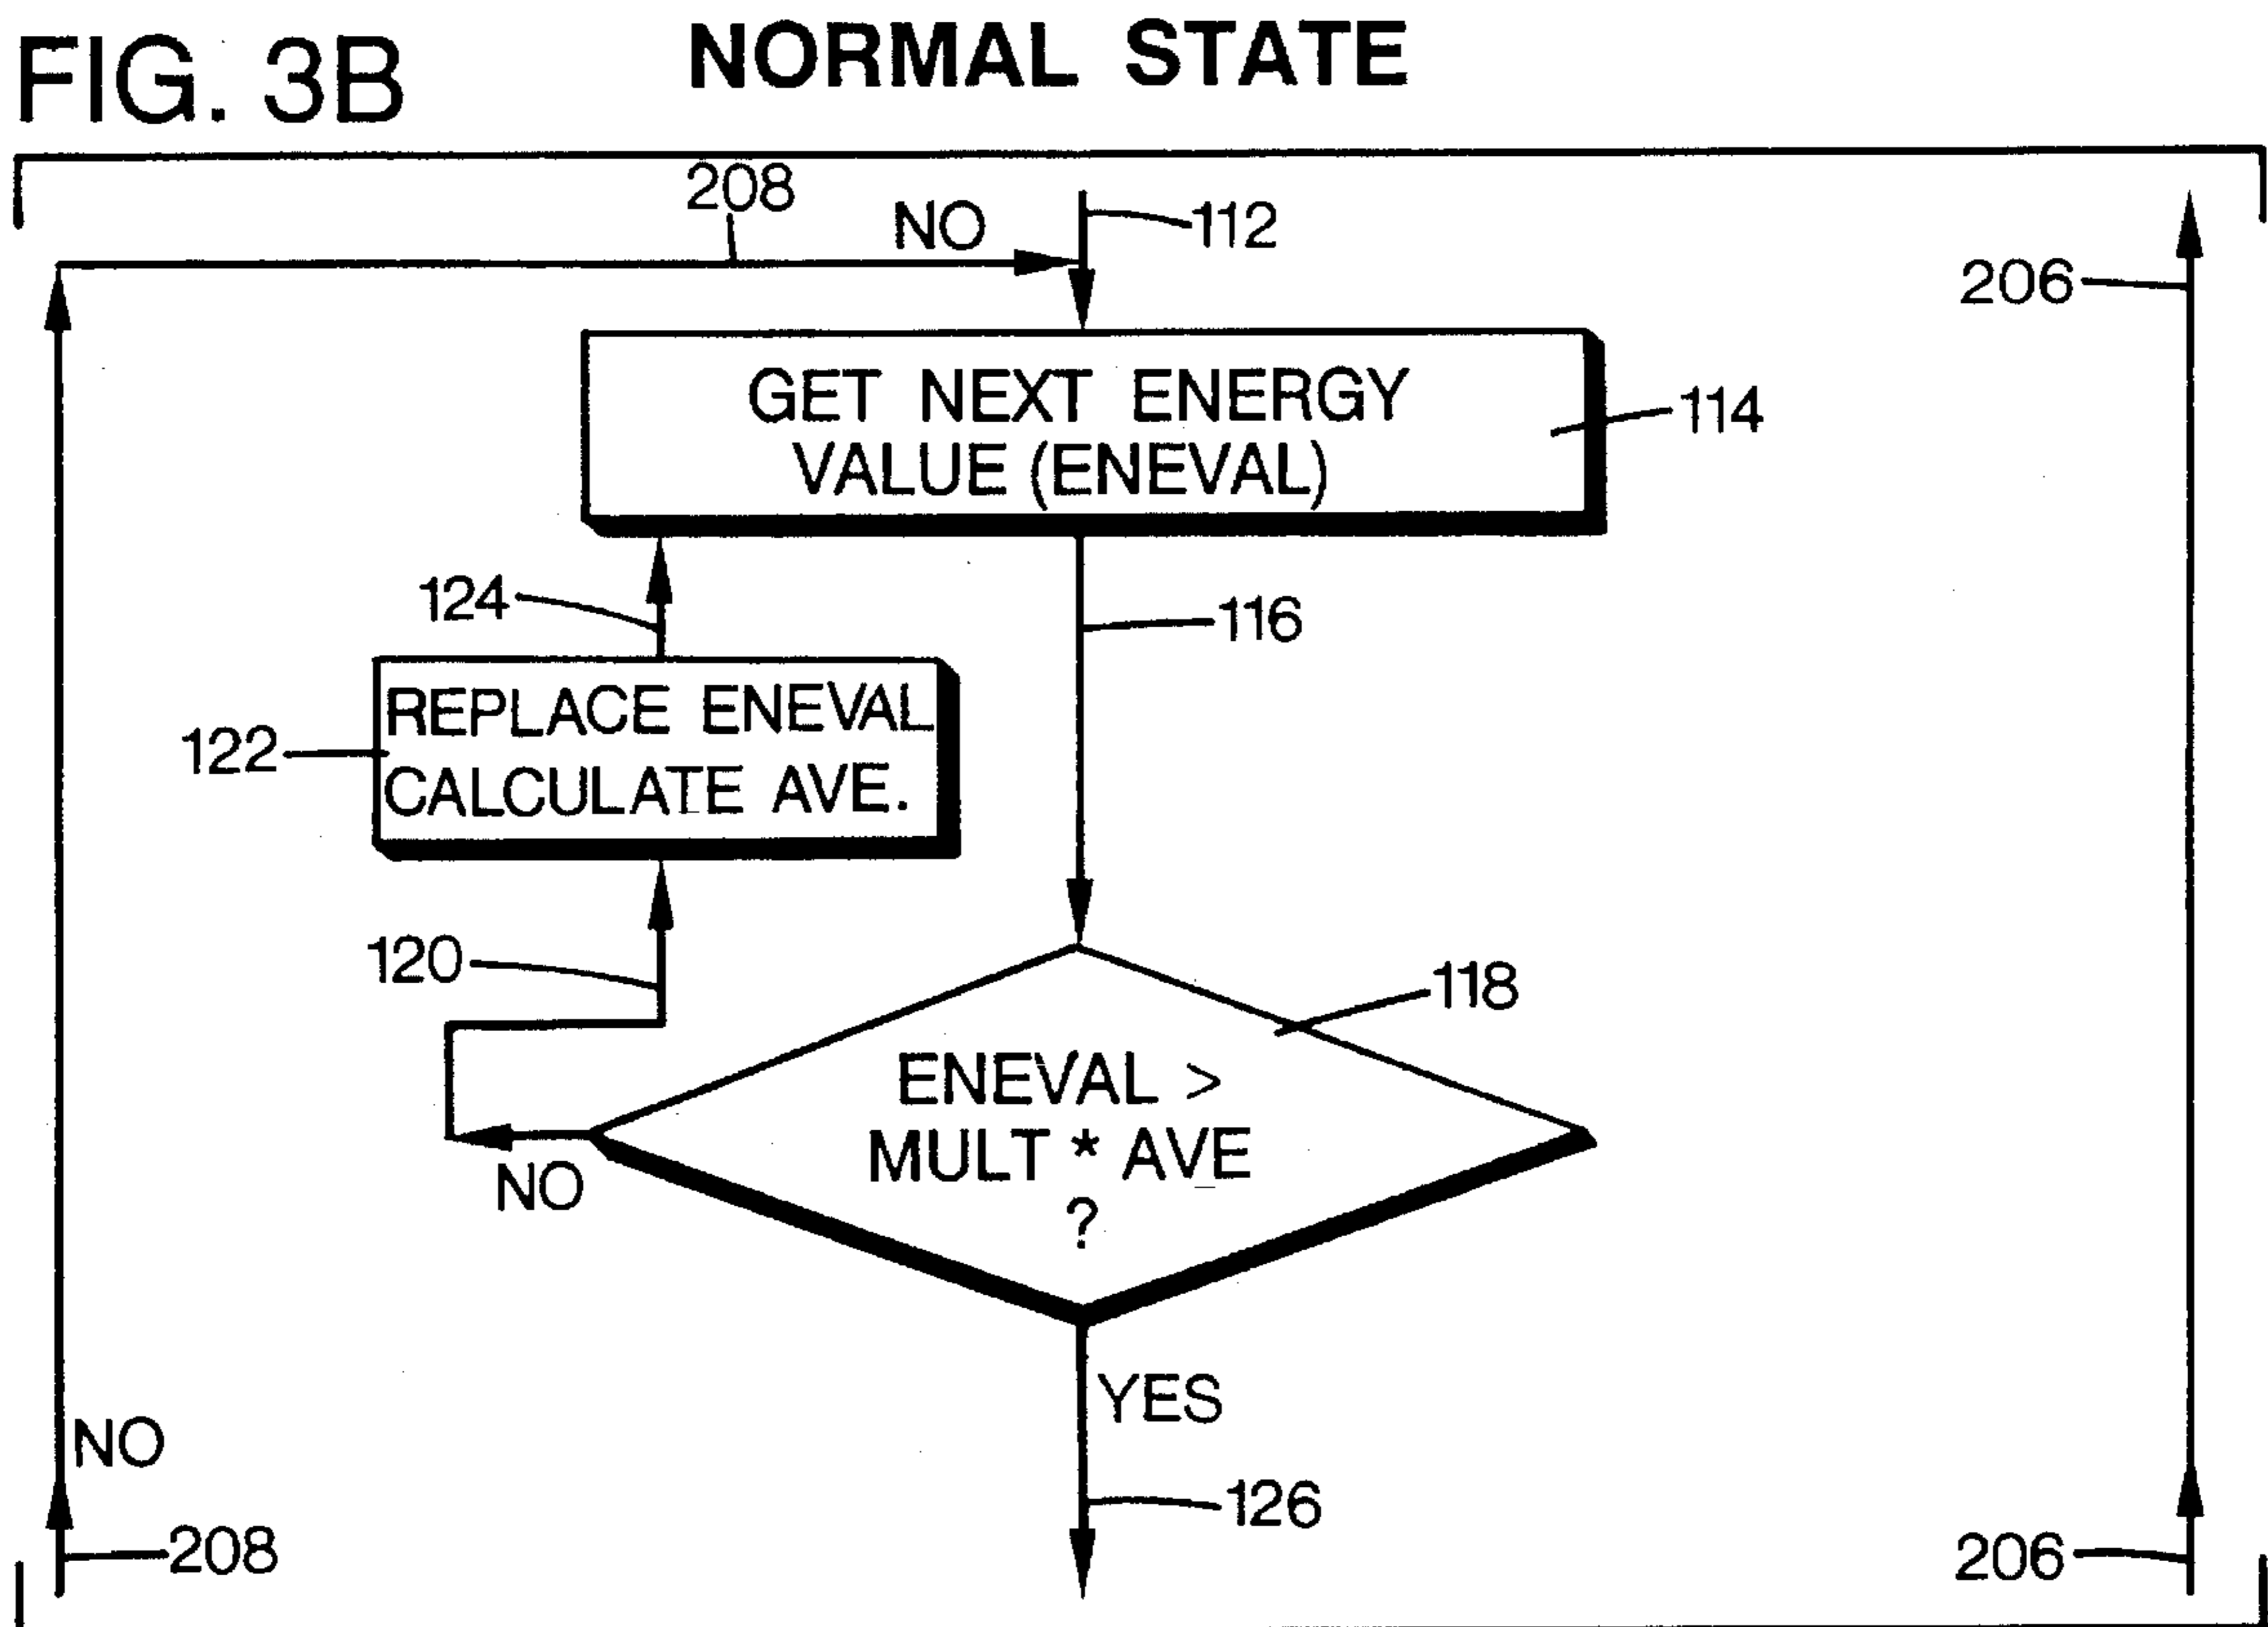 FIG. 3B
NORMAL STATE
208
NO
112
206
GET NEXT ENERGY
VALUE (ENEVAL)
114
124
116
REPLACE ENEVAL
CALCULATE AVE.
122
120
118
ENEVAL >
MULT * AVE
?
NO
YES
NO
126
208
206